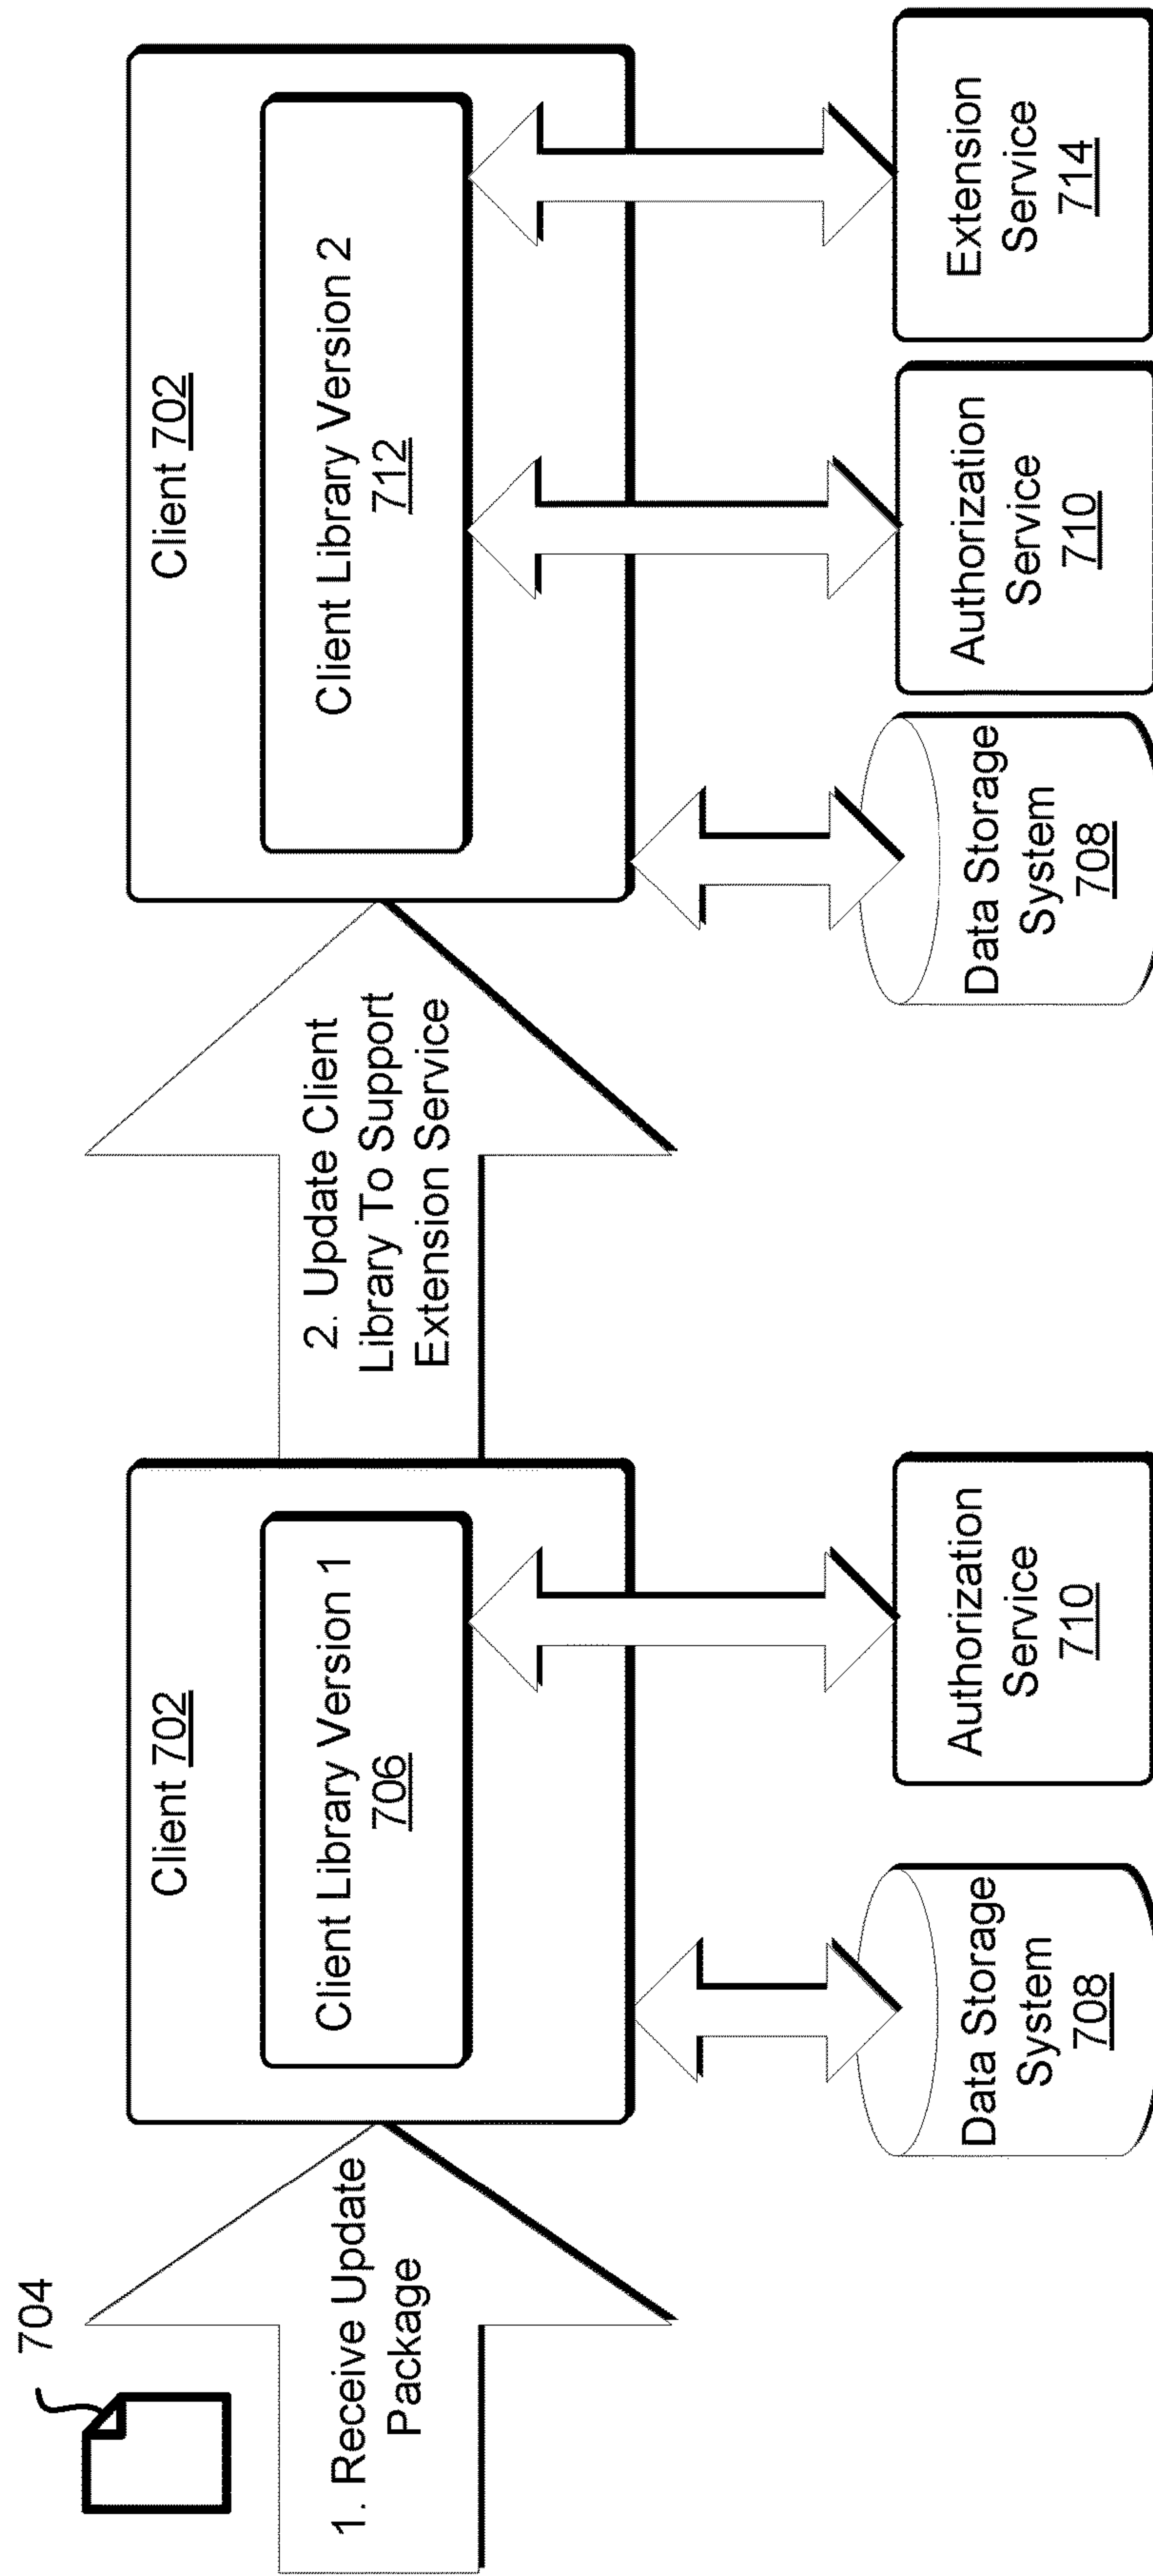 704
1. Receive Update
Package
Client 702
Client Library Version 1
706
Data Storage
System
708
Authorization
Service
710
2. Update Client
Library To Support
Extension Service
Client 702
Client Library Version 2
712
Data Storage
System
708
Authorization
Service
710
Extension
Service
714